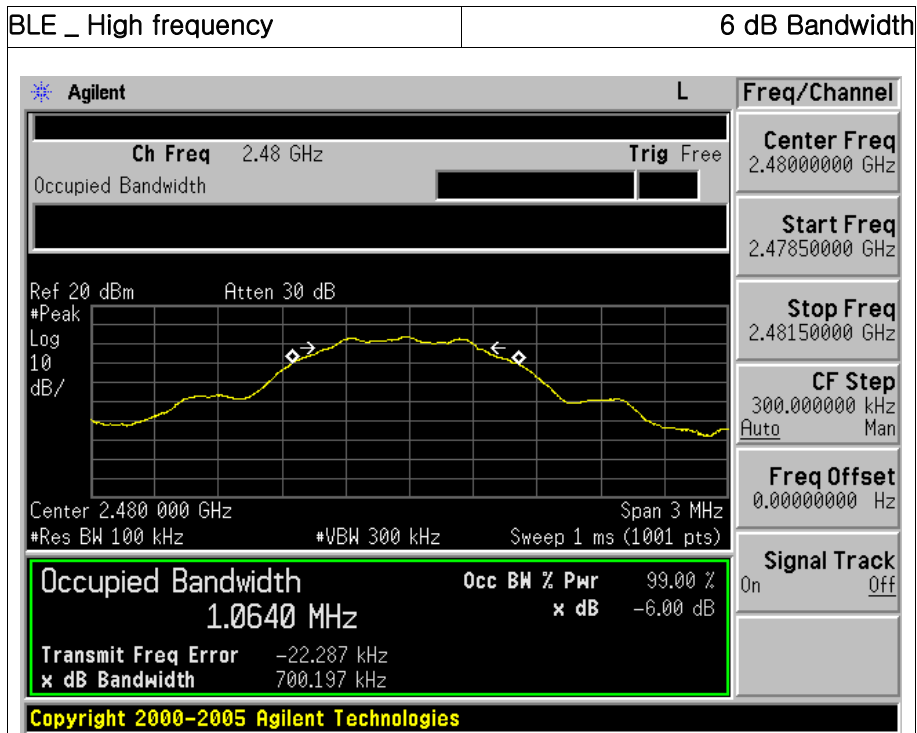 BLE _ High frequency
6 dB Bandwidth
Agilent
L
Freq/Channel
Ch Freq 2.48 GHz
Trig Free
Occupied Bandwidth
Center Freq
2.48000000 GHz
Start Freq
2.47850000 GHz
Stop Freq
2.48150000 GHz
CF Step
300.000000 kHz
Auto Man
Freq Offset
0.00000000 Hz
Signal Track
On Off
Ref 20 dBm Atten 30 dB
#Peak
Log
10
dB/
Center 2.480 000 GHz Span 3 MHz
#Res BW 100 kHz #VBW 300 kHz Sweep 1 ms (1001 pts)
Occupied Bandwidth
1.0640 MHz
Occ BW % Pwr 99.00 %
x dB -6.00 dB
Transmit Freq Error -22.287 kHz
x dB Bandwidth 700.197 kHz
Copyright 2000-2005 Agilent Technologies